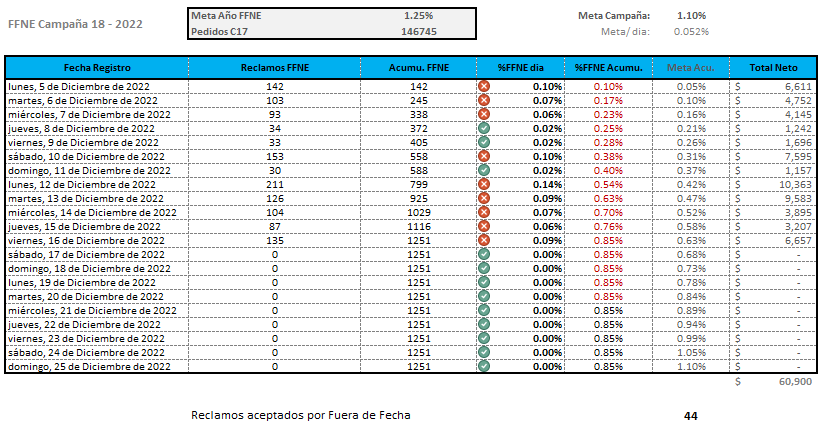 FFNE Campaña 18 - 2022
Meta Año FFNE 1.25% Meta Campaña: 1.10%
Pedidos C17 146745 Meta/ dia: 0.052%
Fecha Registro Reclamos FFNE Acumu. FFNE %FFNE dia %FFNE Acumu. Meta Acu. Total Neto
lunes, 5 de Diciembre de 2022 142 142 0.10% 0.10% 0.05% $ 6,611
martes, 6 de Diciembre de 2022 103 245 0.07% 0.17% 0.10% $ 4,752
miércoles, 7 de Diciembre de 2022 93 338 0.06% 0.23% 0.16% $ 4,145
jueves, 8 de Diciembre de 2022 34 372 0.02% 0.25% 0.21% $ 1,242
viernes, 9 de Diciembre de 2022 33 405 0.02% 0.28% 0.26% $ 1,696
sábado, 10 de Diciembre de 2022 153 558 0.10% 0.38% 0.31% $ 7,595
domingo, 11 de Diciembre de 2022 30 588 0.02% 0.40% 0.37% $ 1,157
lunes, 12 de Diciembre de 2022 211 799 0.14% 0.54% 0.42% $ 10,363
martes, 13 de Diciembre de 2022 126 925 0.09% 0.63% 0.47% $ 9,583
miércoles, 14 de Diciembre de 2022 104 1029 0.07% 0.70% 0.52% $ 3,895
jueves, 15 de Diciembre de 2022 87 1116 0.06% 0.76% 0.58% $ 3,207
viernes, 16 de Diciembre de 2022 135 1251 0.09% 0.85% 0.63% $ 6,657
sábado, 17 de Diciembre de 2022 0 1251 0.00% 0.85% 0.68% $ -
domingo, 18 de Diciembre de 2022 0 1251 0.00% 0.85% 0.73% $ -
lunes, 19 de Diciembre de 2022 0 1251 0.00% 0.85% 0.78% $ -
martes, 20 de Diciembre de 2022 0 1251 0.00% 0.85% 0.84% $ -
miércoles, 21 de Diciembre de 2022 0 1251 0.00% 0.85% 0.89% $ -
jueves, 22 de Diciembre de 2022 0 1251 0.00% 0.85% 0.94% $ -
viernes, 23 de Diciembre de 2022 0 1251 0.00% 0.85% 0.99% $ -
sábado, 24 de Diciembre de 2022 0 1251 0.00% 0.85% 1.05% $ -
domingo, 25 de Diciembre de 2022 0 1251 0.00% 0.85% 1.10% $ -
$ 60,900
Reclamos aceptados por Fuera de Fecha 44